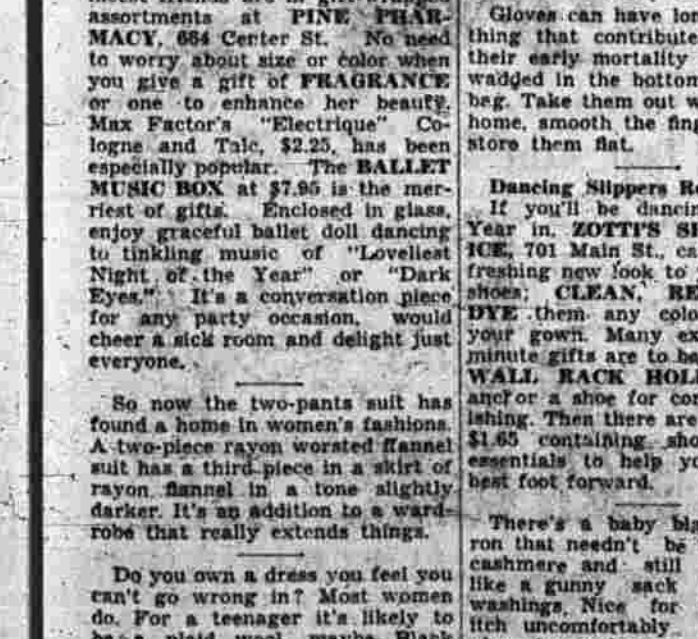 assortments at PINE PHAR-
MACY, 664 Center St. No need
to worry about size or color when
you give a gift of FRAGRANCE
or one to enhance her beauty.
Max Factor's "Electrique" Co-
logne and Talc, $2.25, has been
especially popular. The BALLET
MUSIC BOX at $7.95 is the mer-
riest of gifts. Enclosed in glass,
enjoy graceful ballet doll dancing
to tinkling music of "Loveliest
Night of the Year" or "Dark
Eyes." It's a conversation piece
for any party occasion, would
cheer a sick room and delight just
everyone.
So now the two-pants suit has
found a home in women's fashions.
A two-piece rayon worsted flannel
suit has a third piece in a skirt of
rayon flannel in a tone slightly
darker. It's an addition to a ward-
robe that really extends things.
Do you own a dress you feel you
can't go wrong in? Most women
do. For a teenager it's likely to
Gloves can have lo
thing that contribute
their early mortality
wadded in the bottom
bag. Take them out
home, smooth the fing
store them flat.
Dancing Slippers
If you'll be dancin
Year in, ZOTTI'S
ICE, 701 Main St., ca
freshing new look to
shoes; CLEAN, RE
DYE them any colo
your gown. Many ex
minute gifts are to be
WALL RACK HOL
and/or a shoe for con
ishing. Then there are
$1.65 containing sho
essentials to help yo
best foot forward.
There's a baby bla
ron that needn't be
cashmere and still
like a gunny sack
washings. Nice for
itch uncomfortably